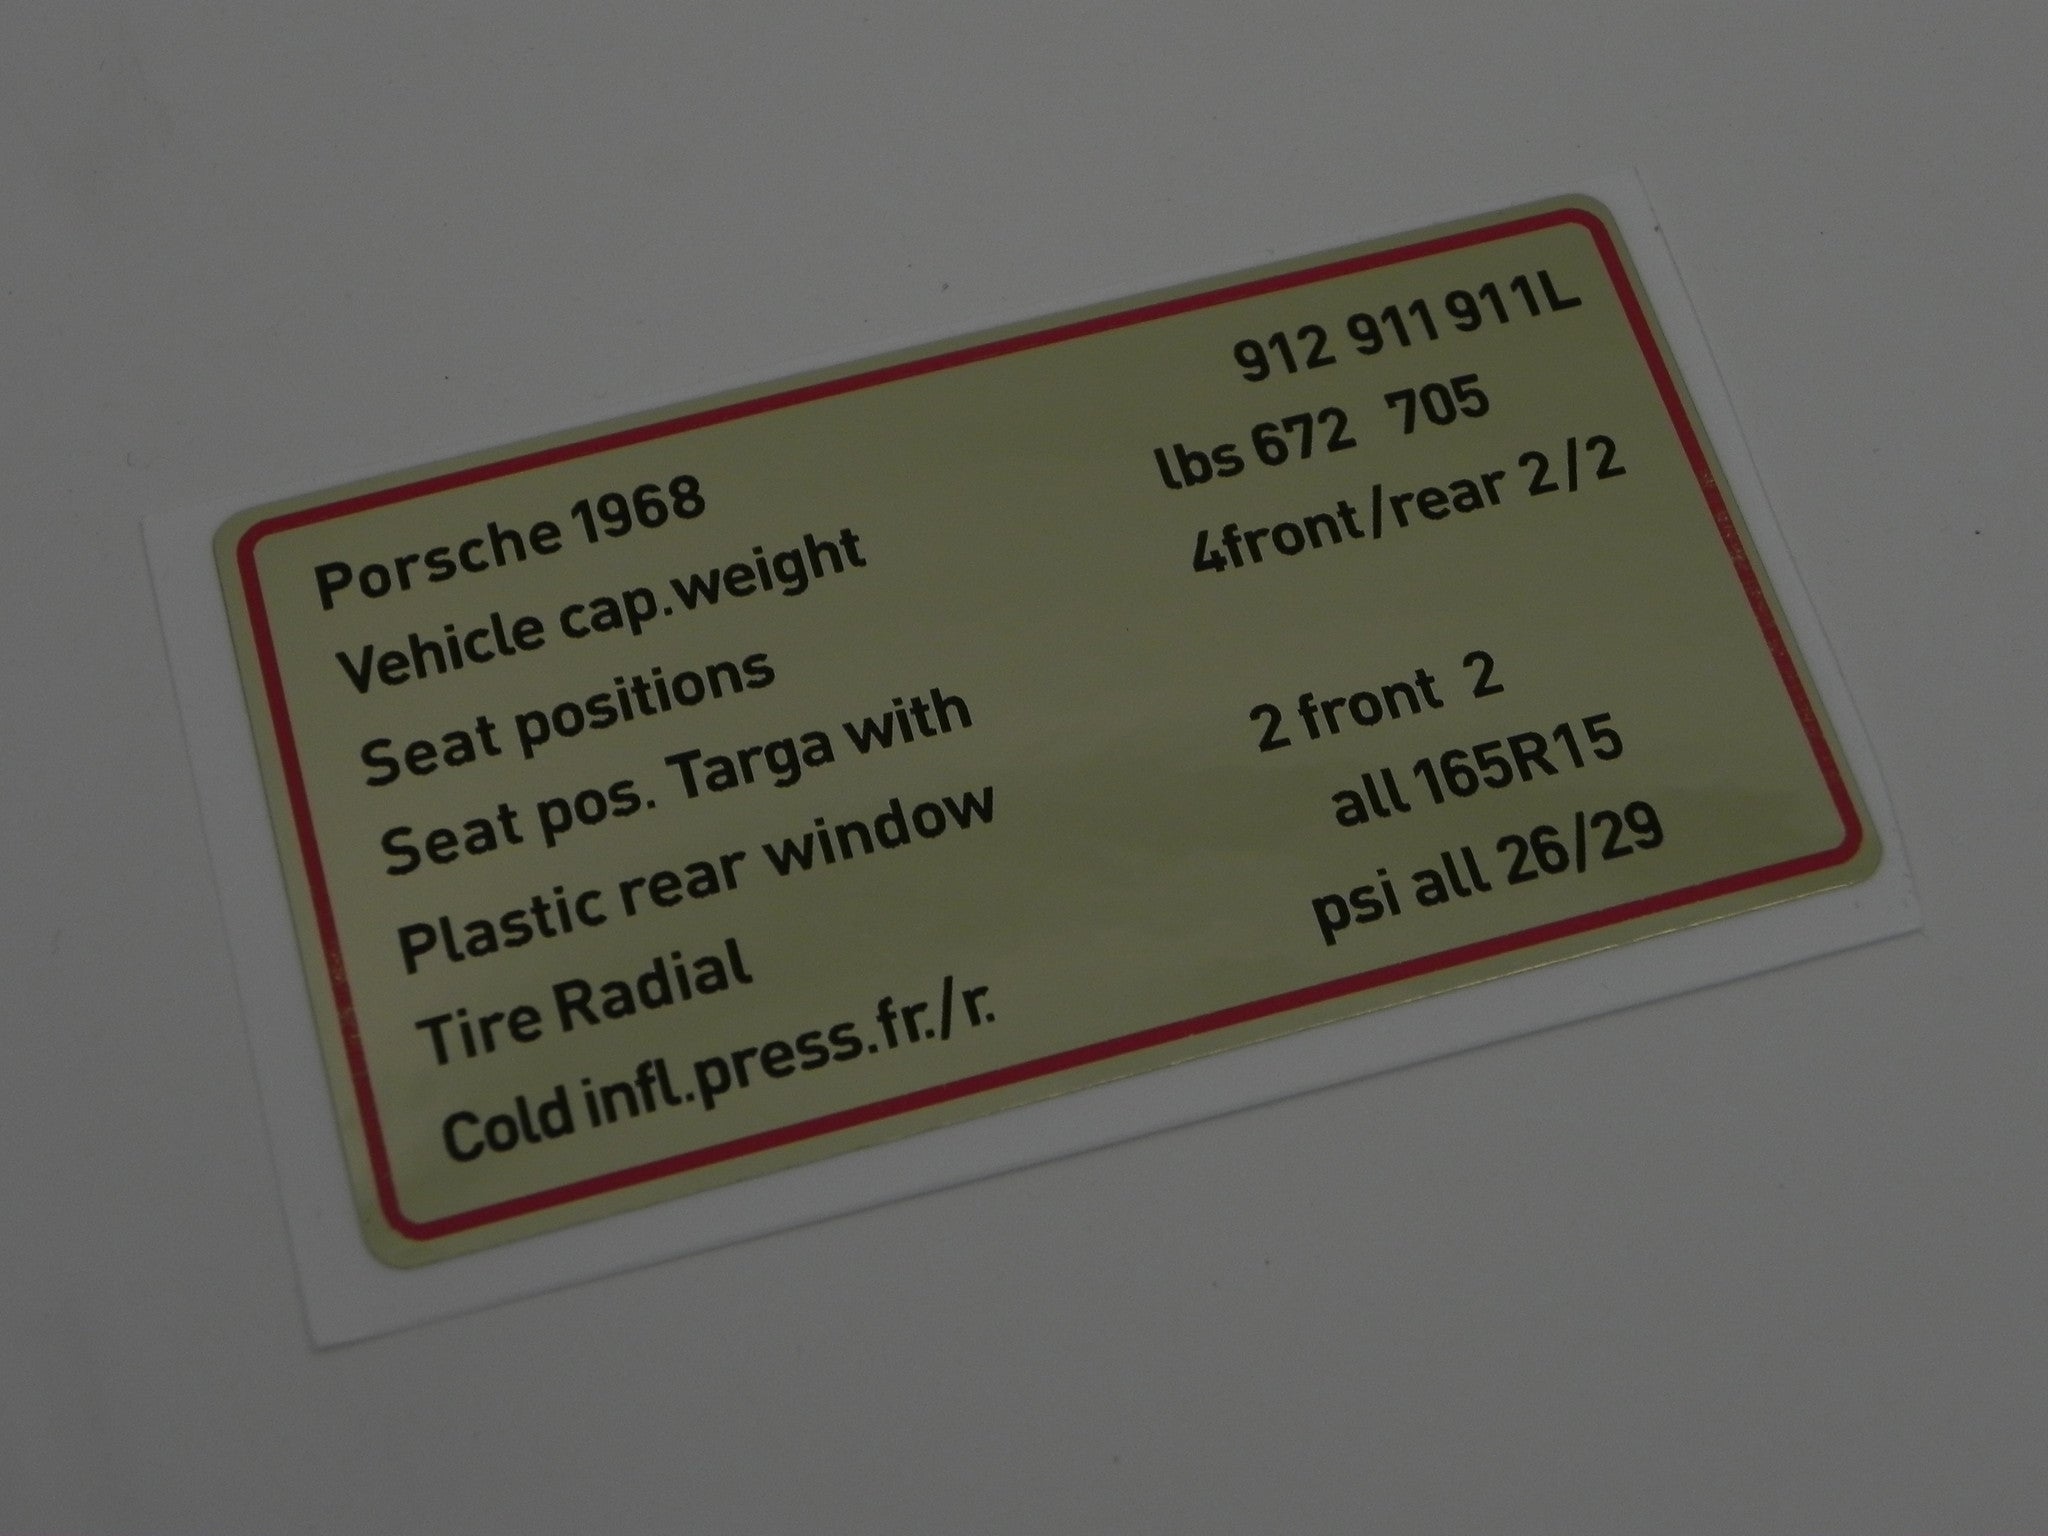 Porsche 1968 912 911 911L
Vehicle cap.weight lbs 672 705
Seat positions 4front/rear 2/2
Seat pos. Targa with
Plastic rear window 2 front 2
Tire Radial all 165R15
Cold infl.press.fr./r. psi all 26/29